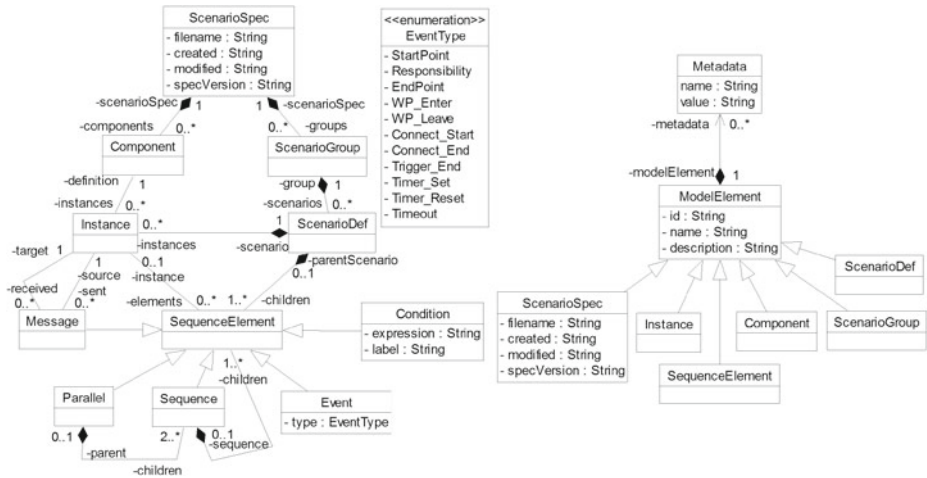 ScenarioSpec
- filename : String
- created : String
- modified : String
- specVersion : String
-scenarioSpec
1
1
-scenarioSpec
-components
0..*
0..*
-groups
Component
ScenarioGroup
-definition
1
-group
1
-instances
0..*
-scenarios
0..*
Instance
0..*
1
ScenarioDef
-instances
-scenario
-target
1
-source
1
0..1
-instance
-parentScenario
0..1
-received
0..*
-sent
0..*
-elements
0..*
1..*
-children
Message
SequenceElement
Condition
- expression : String
- label : String
1..*
-children
Parallel
Sequence
Event
- type : EventType
0..1
-parent
2..*
0..1
-sequence
-children
<<enumeration>>
EventType
- StartPoint
- Responsibility
- EndPoint
- WP_Enter
- WP_Leave
- Connect_Start
- Connect_End
- Trigger_End
- Timer_Set
- Timer_Reset
- Timeout
Metadata
name : String
value : String
-metadata
0..*
-modelElement
1
ModelElement
- id : String
- name : String
- description : String
ScenarioDef
ScenarioSpec
- filename : String
- created : String
- modified : String
- specVersion : String
Instance
Component
ScenarioGroup
SequenceElement